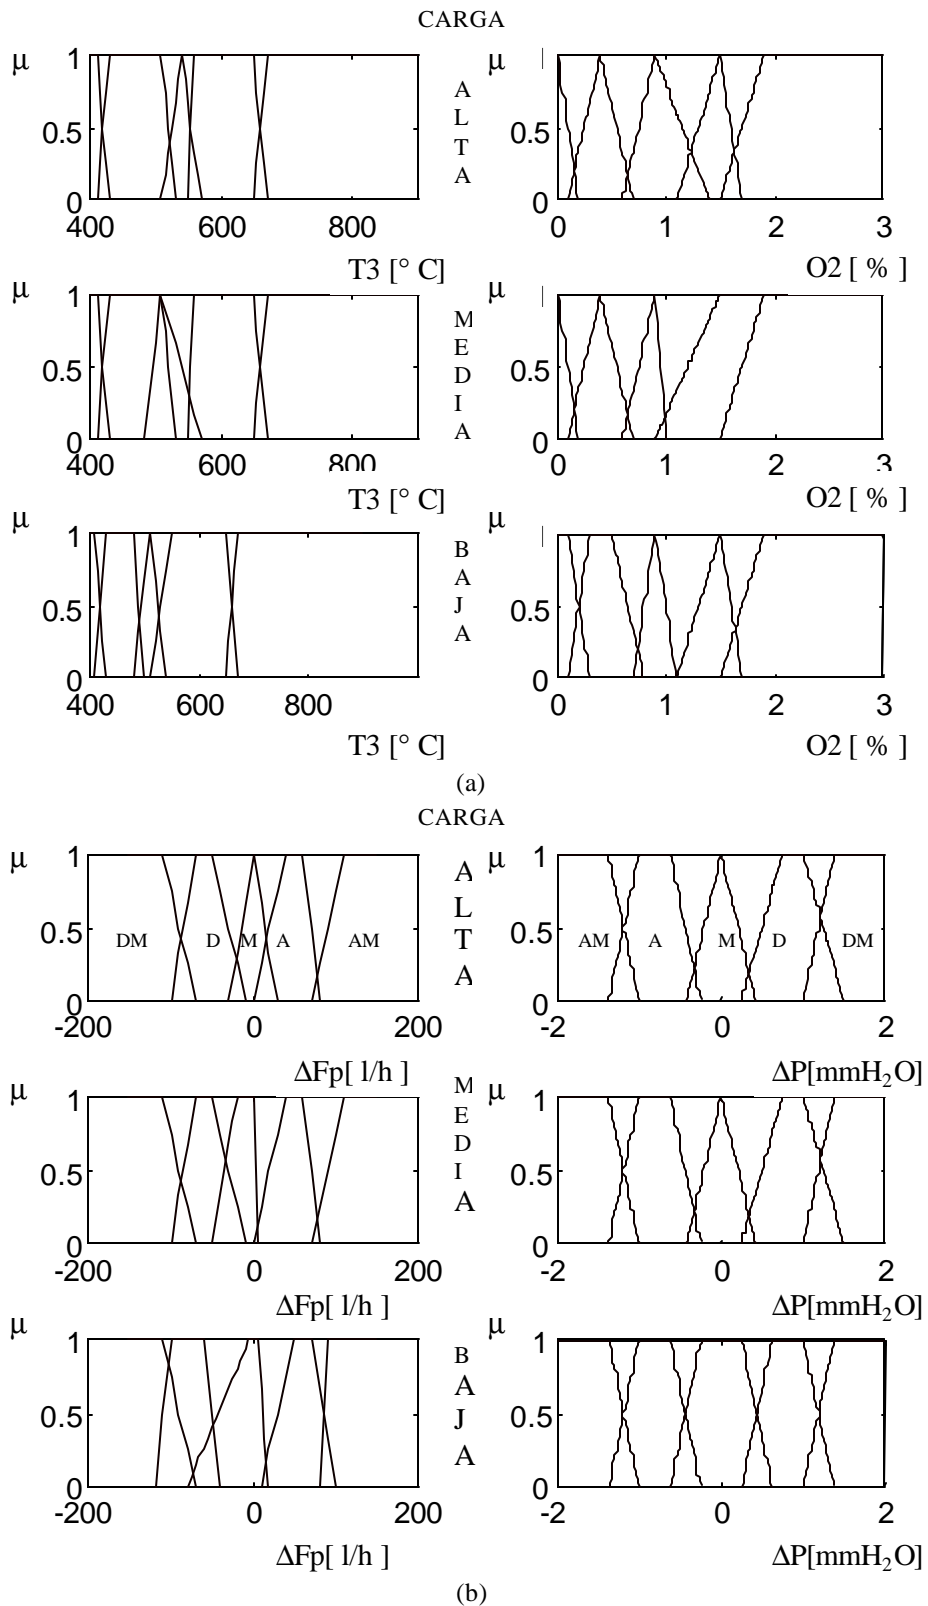 CARGA
μ
1
0.5
0
400 600 800
T3 [° C]
A
L
T
A
μ
1
0.5
0
0 1 2 3
O2 [ % ]
μ
1
0.5
0
400 600 800
T3 [° C]
M
E
D
I
A
μ
1
0.5
0
0 1 2 3
O2 [ % ]
μ
1
0.5
0
400 600 800
T3 [° C]
B
A
J
A
μ
1
0.5
0
0 1 2 3
O2 [ % ]
(a)
CARGA
μ
1
0.5
0
DM D M A AM
-200 0 200
ΔFp[ l/h ]
A
L
T
A
μ
1
0.5
0
AM A M D DM
-2 0 2
ΔP[mmH₂O]
μ
1
0.5
0
-200 0 200
ΔFp[ l/h ]
M
E
D
I
A
μ
1
0.5
0
-2 0 2
ΔP[mmH₂O]
μ
1
0.5
0
-200 0 200
ΔFp[ l/h ]
B
A
J
A
μ
1
0.5
0
-2 0 2
ΔP[mmH₂O]
(b)